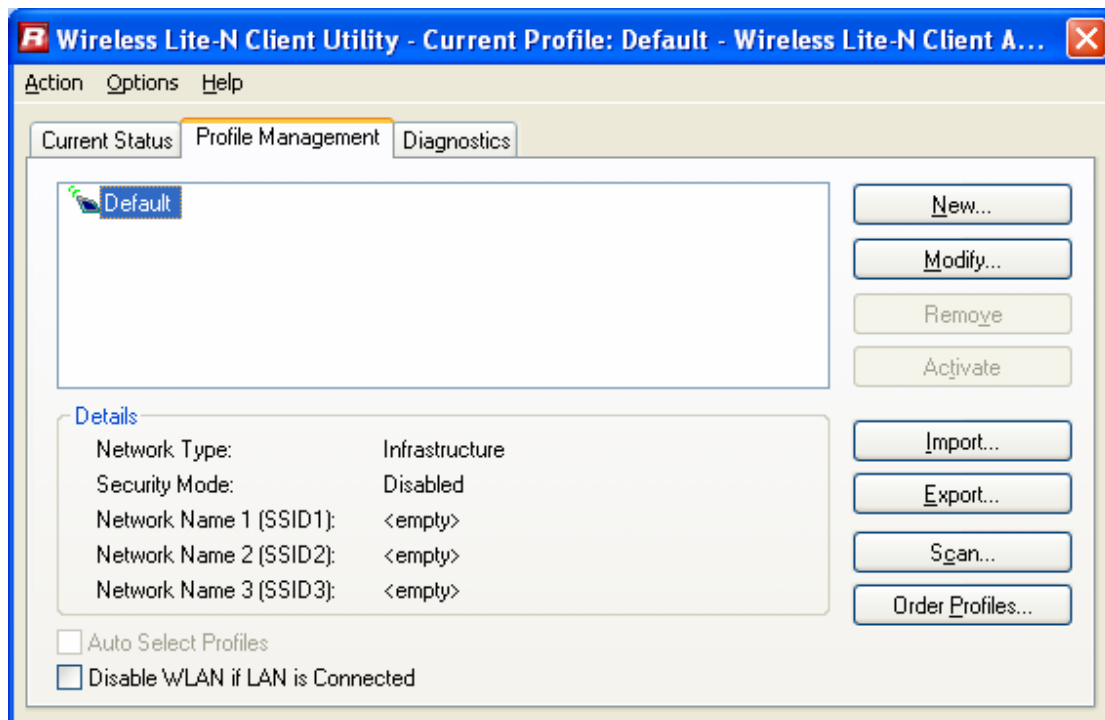 Wireless Lite-N Client Utility - Current Profile: Default - Wireless Lite-N Client A...
Action Options Help
Current Status Profile Management Diagnostics
Default
New...
Modify...
Remove
Activate
Details
Network Type: Infrastructure
Security Mode: Disabled
Network Name 1 (SSID1): <empty>
Network Name 2 (SSID2): <empty>
Network Name 3 (SSID3): <empty>
Import...
Export...
Scan...
Order Profiles...
Auto Select Profiles
Disable WLAN if LAN is Connected